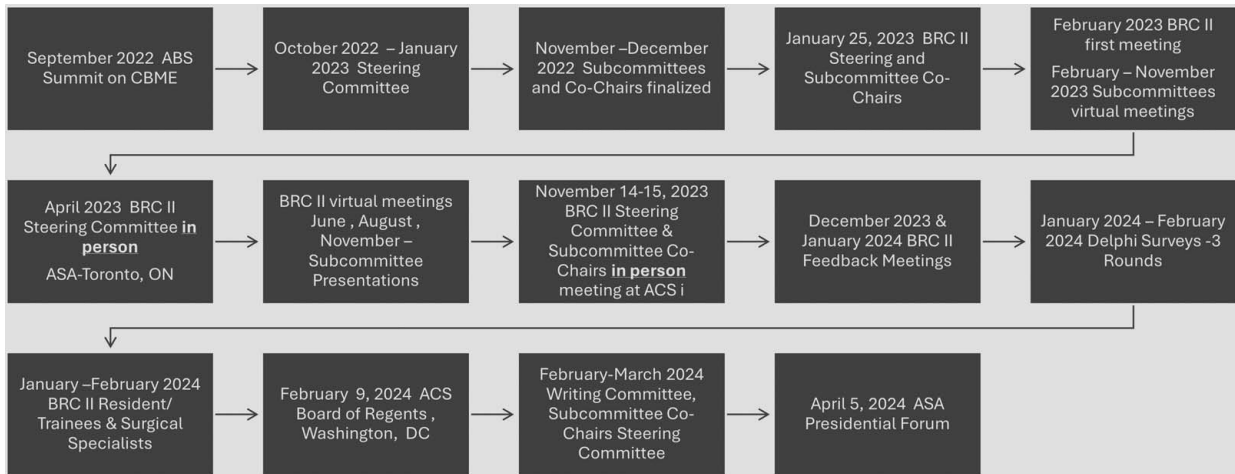 September 2022 ABS
Summit on CBME
October 2022 – January
2023 Steering
Committee
November –December
2022 Subcommittees
and Co-Chairs finalized
January 25, 2023 BRC II
Steering and
Subcommittee Co-
Chairs
February 2023 BRC II
first meeting
February – November
2023 Subcommittees
virtual meetings
April 2023 BRC II
Steering Committee in
person
ASA-Toronto, ON
BRC II virtual meetings
June , August ,
November –
Subcommittee
Presentations
November 14-15, 2023
BRC II Steering
Committee &
Subcommittee Co-
Chairs in person
meeting at ACS i
December 2023 &
January 2024 BRC II
Feedback Meetings
January 2024 – February
2024 Delphi Surveys -3
Rounds
January –February 2024
BRC II Resident/
Trainees & Surgical
Specialists
February 9, 2024 ACS
Board of Regents ,
Washington, DC
February-March 2024
Writing Committee,
Subcommittee Co-
Chairs Steering
Committee
April 5, 2024 ASA
Presidential Forum